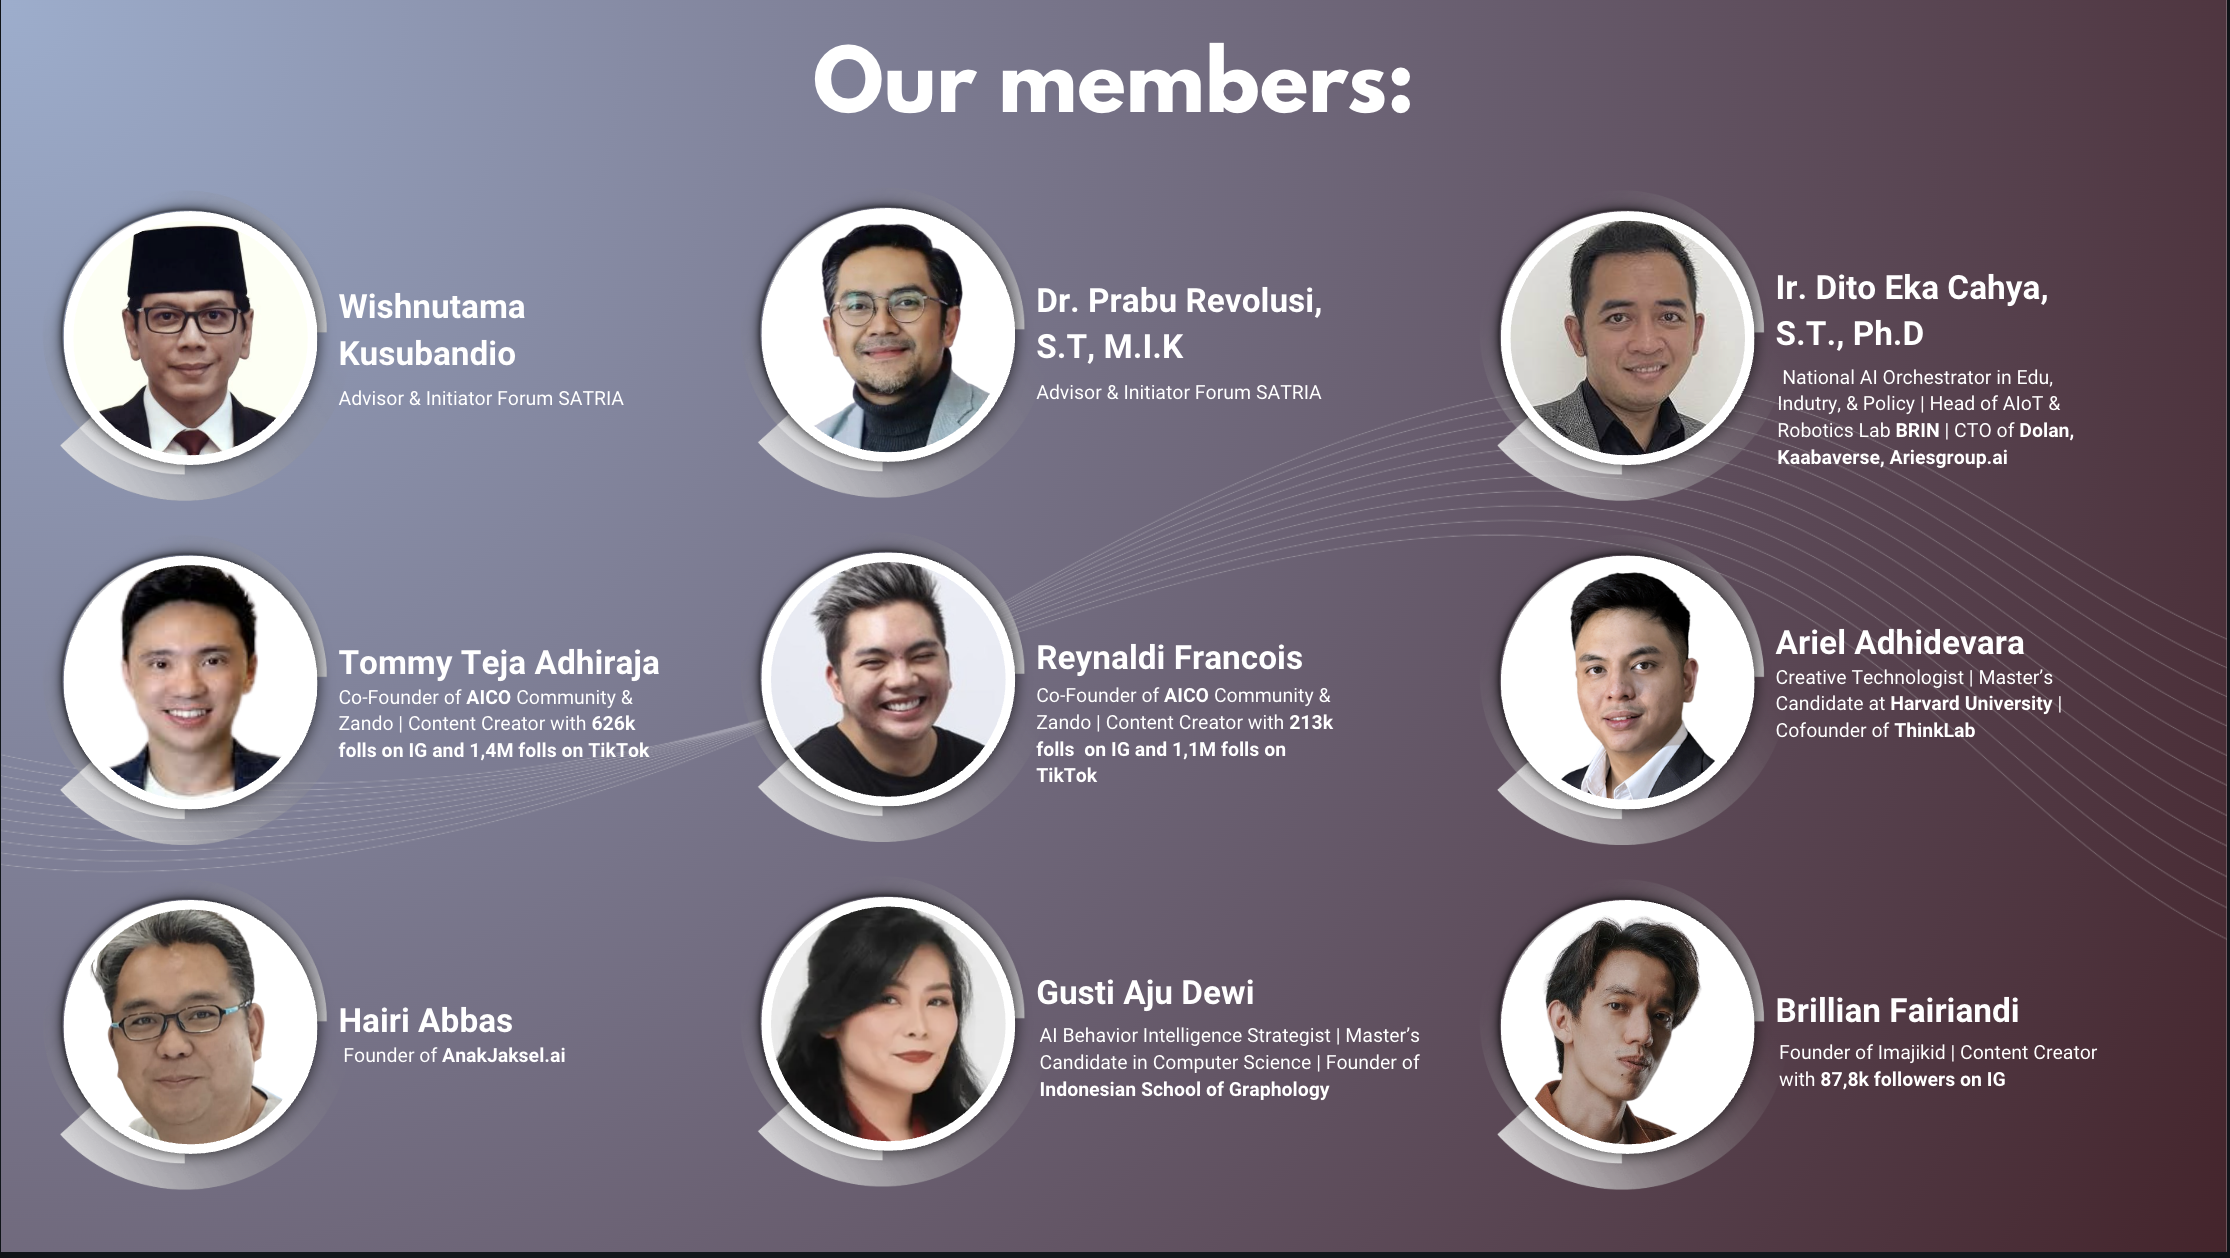 Our members:
Wishnutama
Kusubandio
Advisor & Initiator Forum SATRIA
Dr. Prabu Revolusi,
S.T, M.I.K
Advisor & Initiator Forum SATRIA
Ir. Dito Eka Cahya,
S.T., Ph.D
National AI Orchestrator in Edu,
Indutry, & Policy | Head of AIoT &
Robotics Lab BRIN | CTO of Dolan,
Kaabaverse, Ariesgroup.ai
Tommy Teja Adhiraja
Co-Founder of AICO Community &
Zando | Content Creator with 626k
folls on IG and 1,4M folls on TikTok
Reynaldi Francois
Co-Founder of AICO Community &
Zando | Content Creator with 213k
folls on IG and 1,1M folls on
TikTok
Ariel Adhidevara
Creative Technologist | Master’s
Candidate at Harvard University |
Cofounder of ThinkLab
Hairi Abbas
Founder of AnakJaksel.ai
Gusti Aju Dewi
AI Behavior Intelligence Strategist | Master’s
Candidate in Computer Science | Founder of
Indonesian School of Graphology
Brillian Fairiandi
Founder of Imajikid | Content Creator
with 87,8k followers on IG